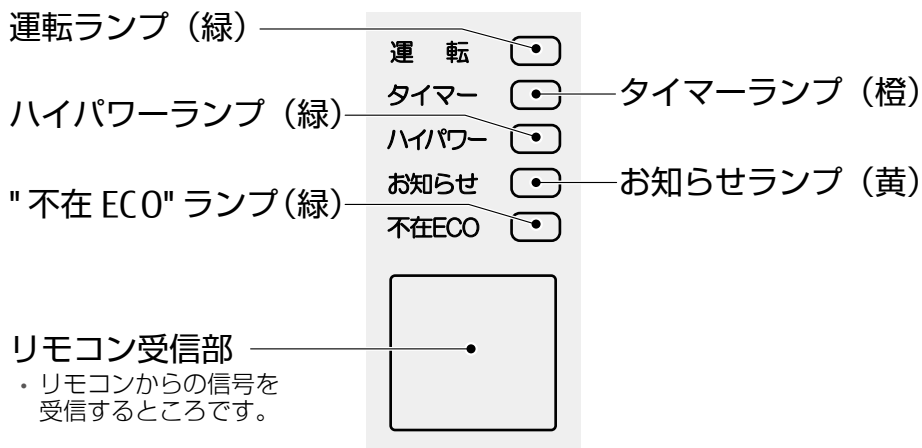 運転ランプ（緑）
運 転
タイマー
タイマーランプ（橙）
ハイパワーランプ（緑）
ハイパワー
お知らせ
お知らせランプ（黄）
"不在 ECO" ランプ（緑）
不在ECO
リモコン受信部
・リモコンからの信号を
受信するところです。